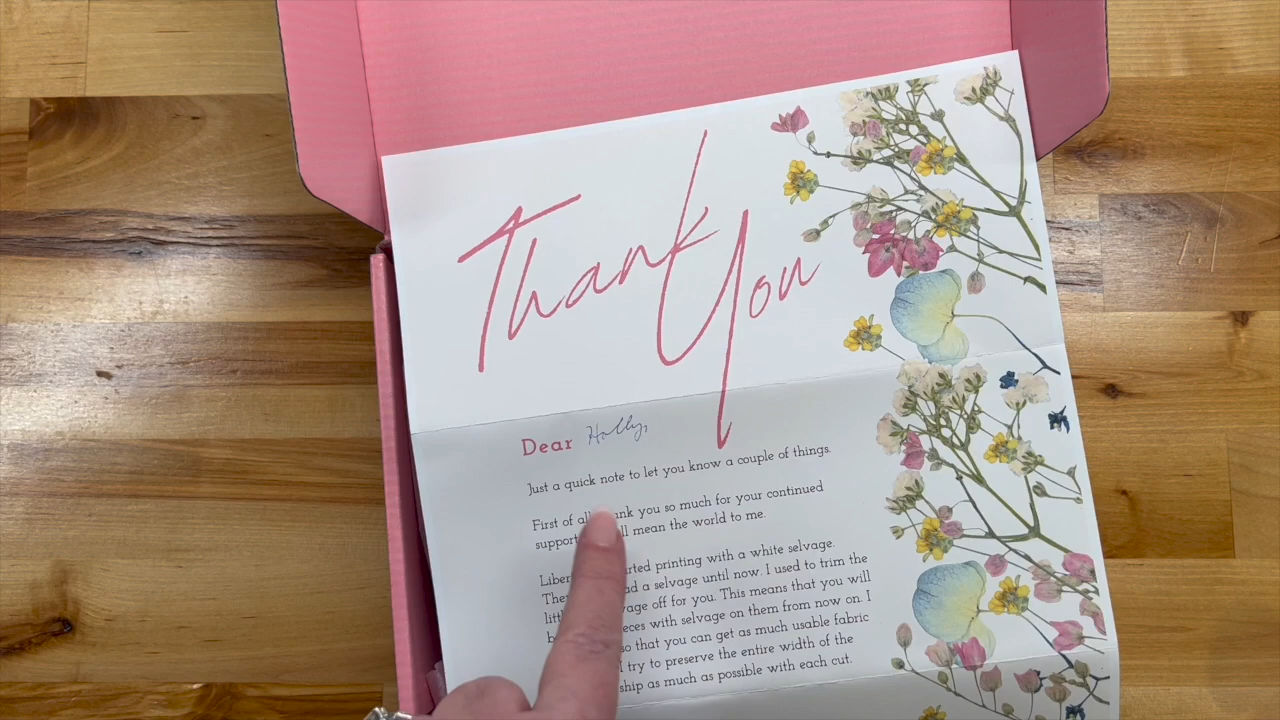 Thank You
Dear Holly,
Just a quick note to let you know a couple of things.
First of all you so much for your continued
support mean the world to me.
printing with a white selvage.
a selvage until now. I used to trim the
off for you. This means that you will
with selvage on them from now on. I
so that you can get as much usable fabric
I try to preserve the entire width of the
as much as possible with each cut.